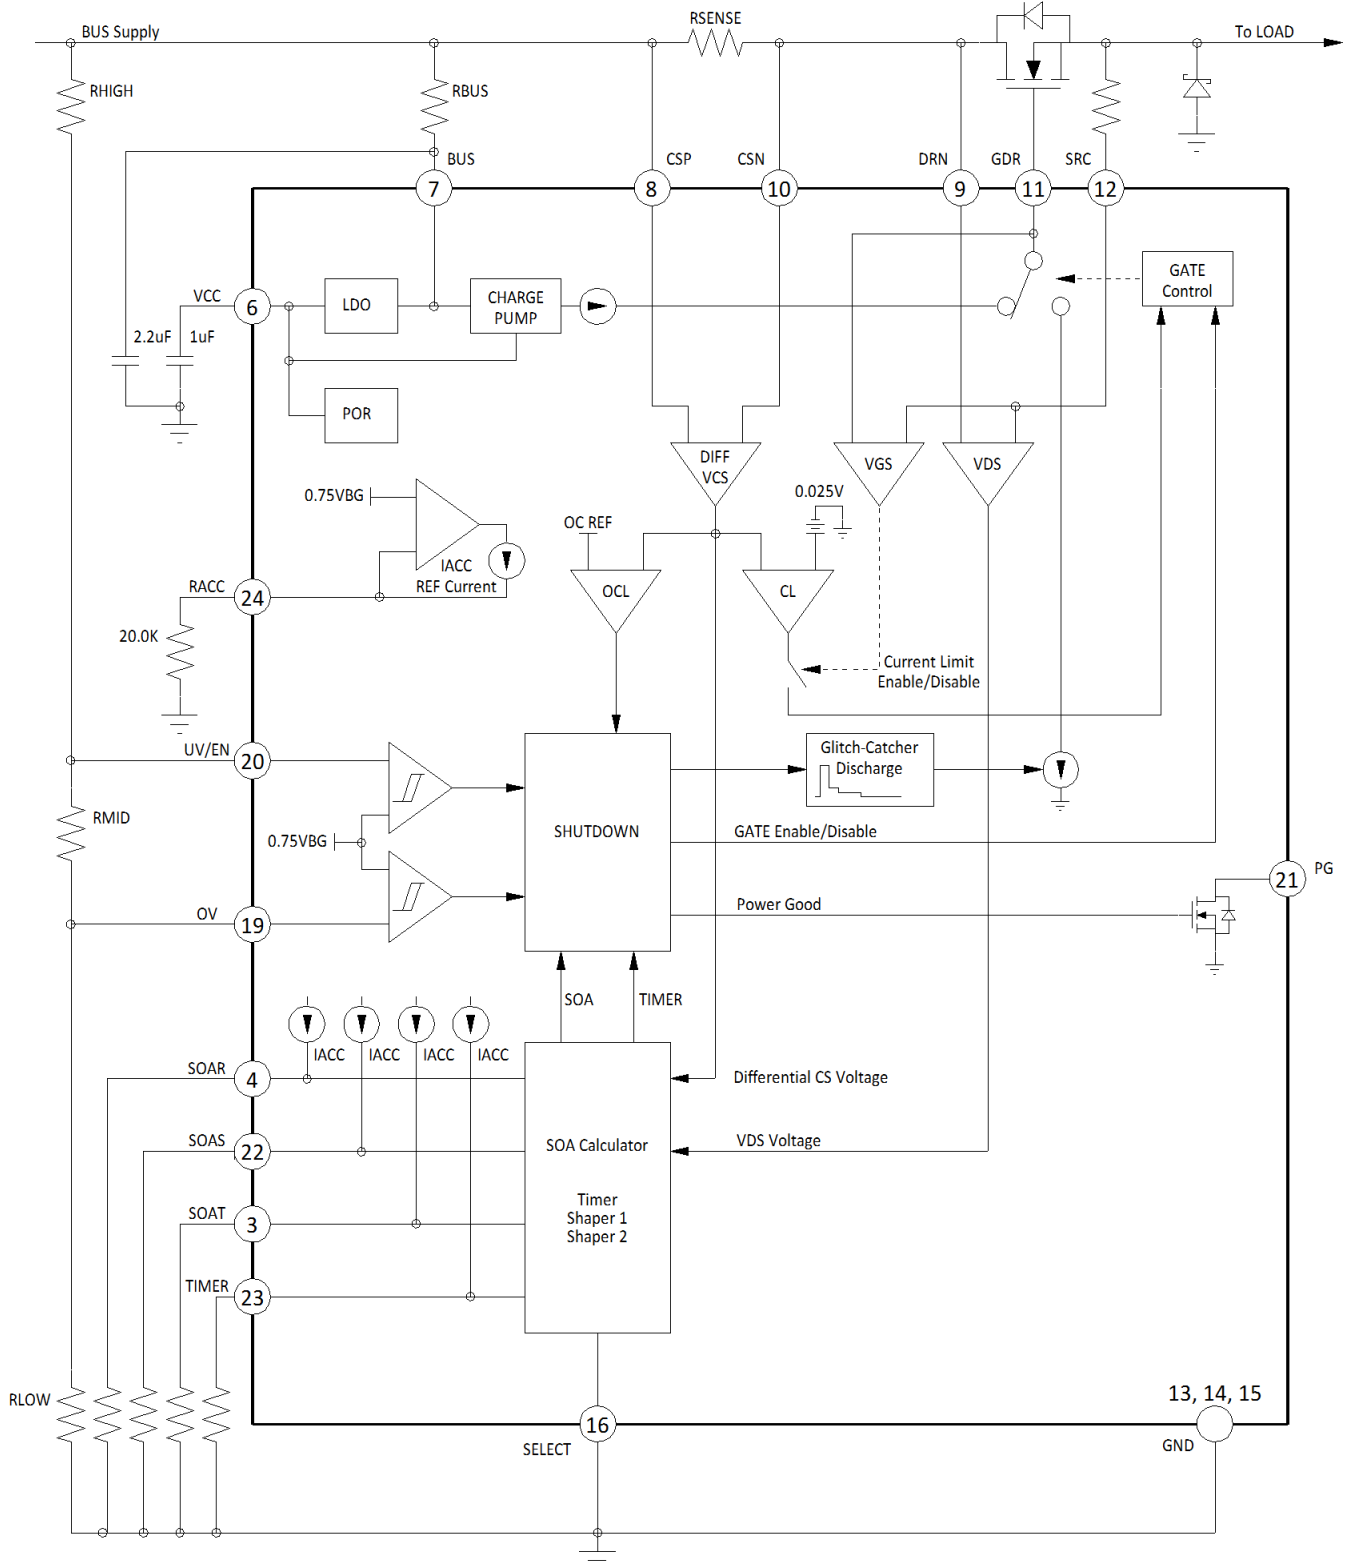 RSENSE
BUS Supply
To LOAD
RHIGH
RBUS
BUS
CSP
CSN
DRN
GDR
SRC
7
8
10
9
11
12
VCC
6
LDO
CHARGE
PUMP
GATE
Control
2.2uF
1uF
POR
DIFF
VCS
VGS
VDS
0.75VBG
0.025V
OC REF
IACC
REF Current
RACC
24
OCL
CL
20.0K
Current Limit
Enable/Disable
UV/EN
20
Glitch-Catcher
Discharge
RMID
0.75VBG
SHUTDOWN
GATE Enable/Disable
PG
21
OV
19
Power Good
SOA
TIMER
IACC
IACC
IACC
IACC
SOAR
4
Differential CS Voltage
SOAS
22
SOA Calculator
VDS Voltage
SOAT
3
Timer
Shaper 1
Shaper 2
TIMER
23
RLOW
13, 14, 15
16
SELECT
GND